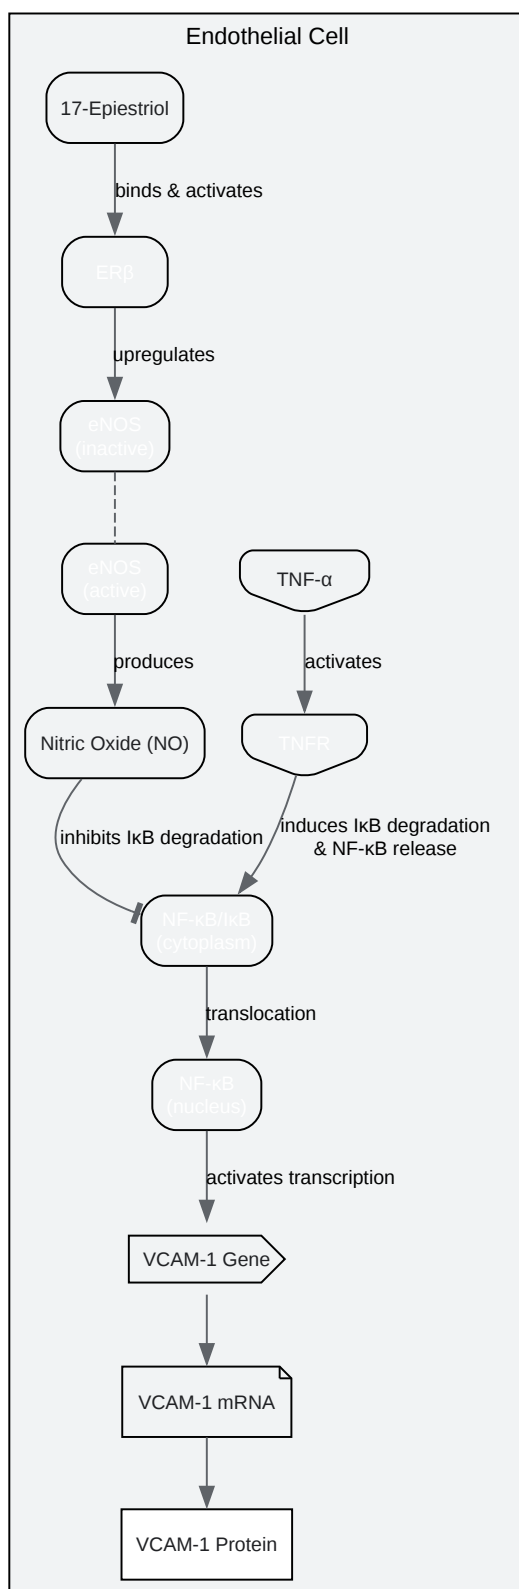 Endothelial Cell
17-Epiestriol
binds & activates
ERβ
upregulates
eNOS
(inactive)
eNOS
(active)
TNF-α
produces
activates
Nitric Oxide (NO)
TNFR
inhibits IκB degradation
induces IκB degradation
& NF-κB release
NF-κB/IκB
(cytoplasm)
translocation
NF-κB
(nucleus)
activates transcription
VCAM-1 Gene
VCAM-1 mRNA
VCAM-1 Protein